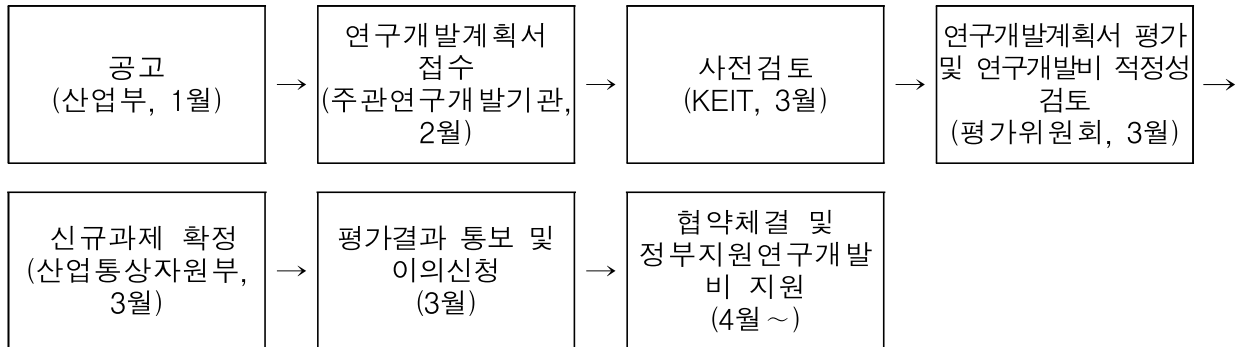 공고
(산업부, 1월)
→
연구개발계획서
접수
(주관연구개발기관,
2월)
→
사전검토
(KEIT, 3월)
→
연구개발계획서 평가
및 연구개발비 적정성
검토
(평가위원회, 3월)
→
신규과제 확정
(산업통상자원부,
3월)
→
평가결과 통보 및
이의신청
(3월)
→
협약체결 및
정부지원연구개발
비 지원
(4월～)